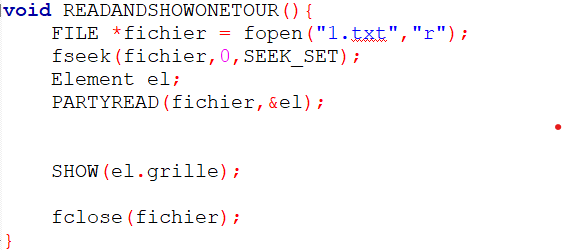 void READANDSHOWONETOUR(){
FILE *fichier = fopen("1.txt","r");
fseek(fichier,0,SEEK_SET);
Element el;
PARTYREAD(fichier,&el);
SHOW(el.grille);
fclose(fichier);
}